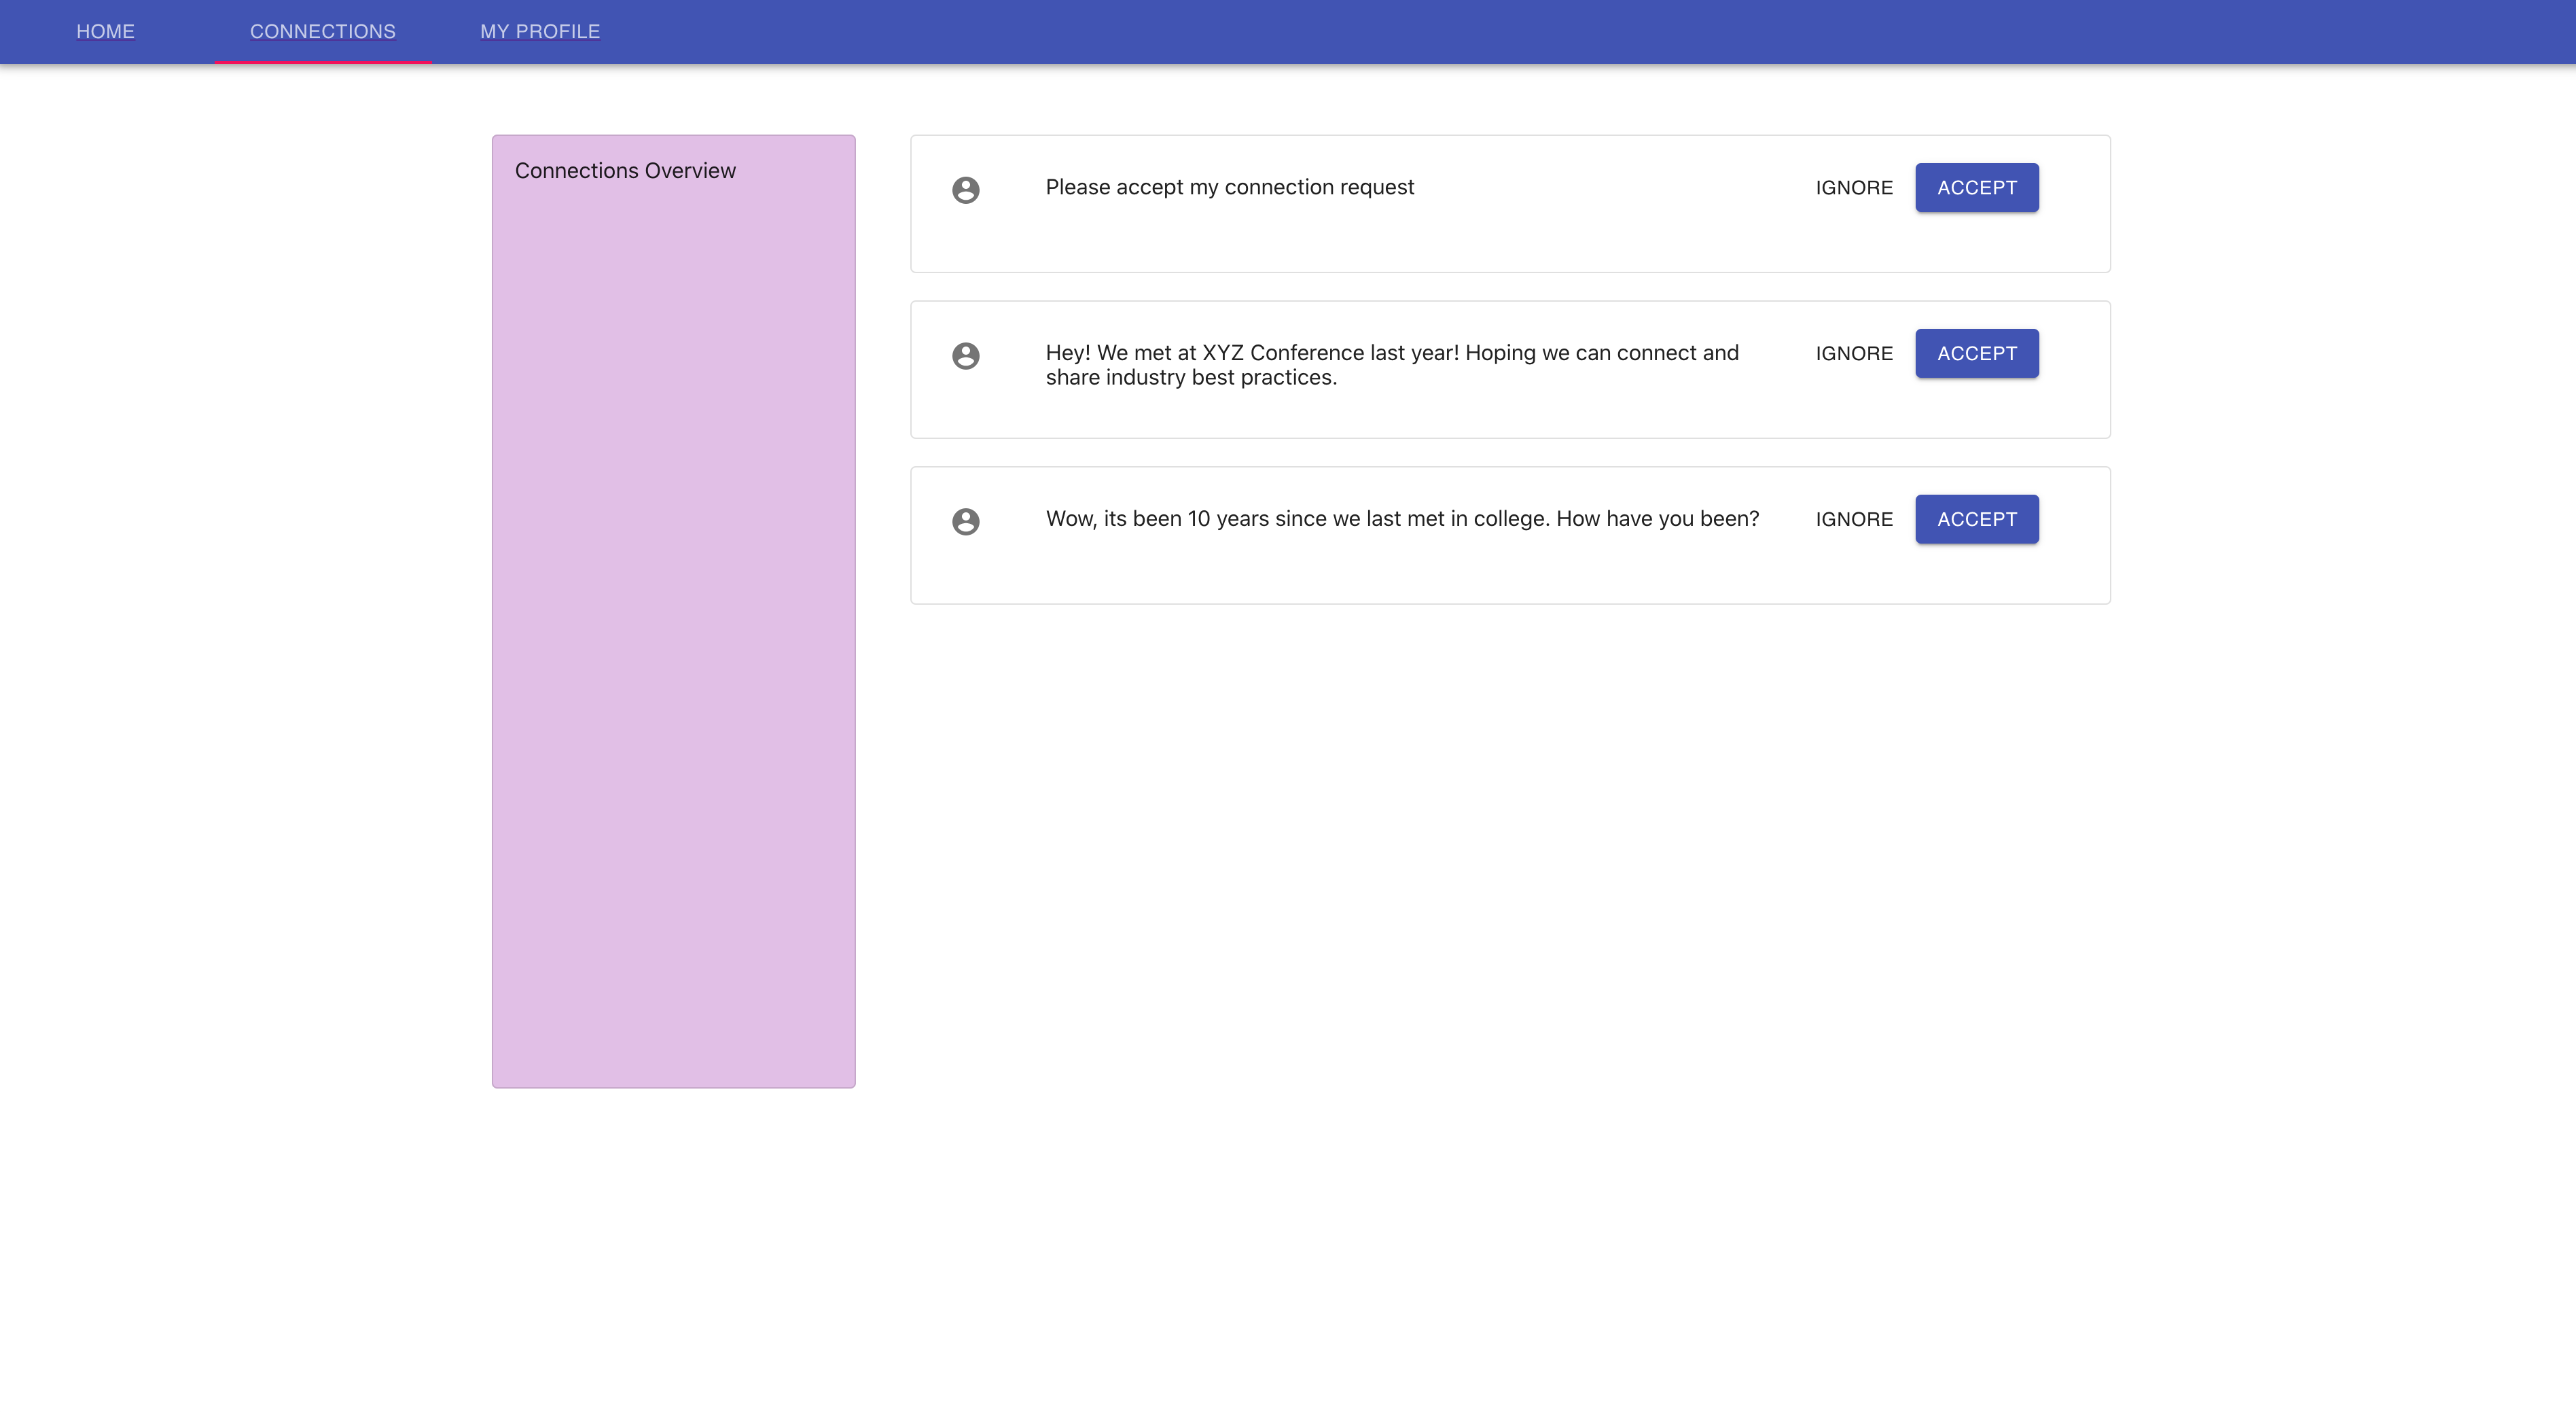 HOME CONNECTIONS MY PROFILE
Connections Overview
Please accept my connection request IGNORE ACCEPT
Hey! We met at XYZ Conference last year! Hoping we can connect and IGNORE ACCEPT
share industry best practices.
Wow, its been 10 years since we last met in college. How have you been? IGNORE ACCEPT